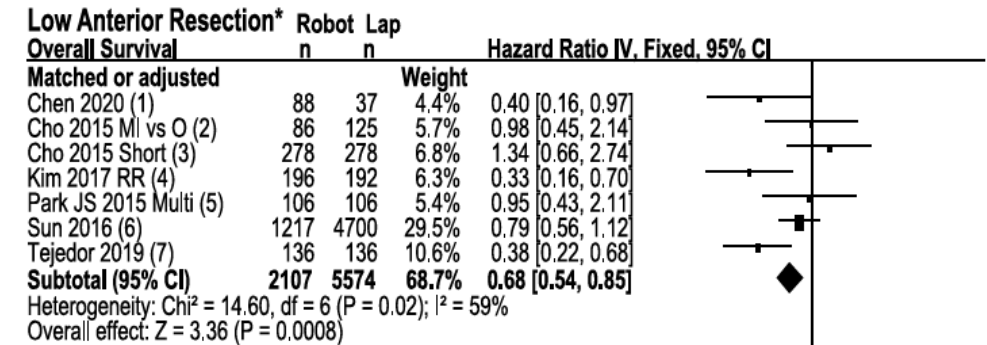 Low Anterior Resection* Robot Lap
Overall Survival n n Hazard Ratio IV, Fixed, 95% CI
Matched or adjusted Weight
Chen 2020 (1) 88 37 4.4% 0.40 [0.16, 0.97]
Cho 2015 MI vs O (2) 86 125 5.7% 0.98 [0.45, 2.14]
Cho 2015 Short (3) 278 278 6.8% 1.34 [0.66, 2.74]
Kim 2017 RR (4) 196 192 6.3% 0.33 [0.16, 0.70]
Park JS 2015 Multi (5) 106 106 5.4% 0.95 [0.43, 2.11]
Sun 2016 (6) 1217 4700 29.5% 0.79 [0.56, 1.12]
Tejedor 2019 (7) 136 136 10.6% 0.38 [0.22, 0.68]
Subtotal (95% CI) 2107 5574 68.7% 0.68 [0.54, 0.85]
Heterogeneity: Chi² = 14.60, df = 6 (P = 0.02); I² = 59%
Overall effect: Z = 3.36 (P = 0.0008)